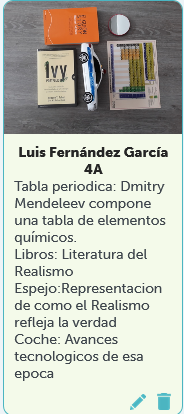 IVY
Luis Fernández García
4A
Tabla periodica: Dmitry
Mendeleev compone
una tabla de elementos
químicos.
Libros: Literatura del
Realismo
Espejo:Representacion
de como el Realismo
refleja la verdad
Coche: Avances
tecnologicos de esa
epoca